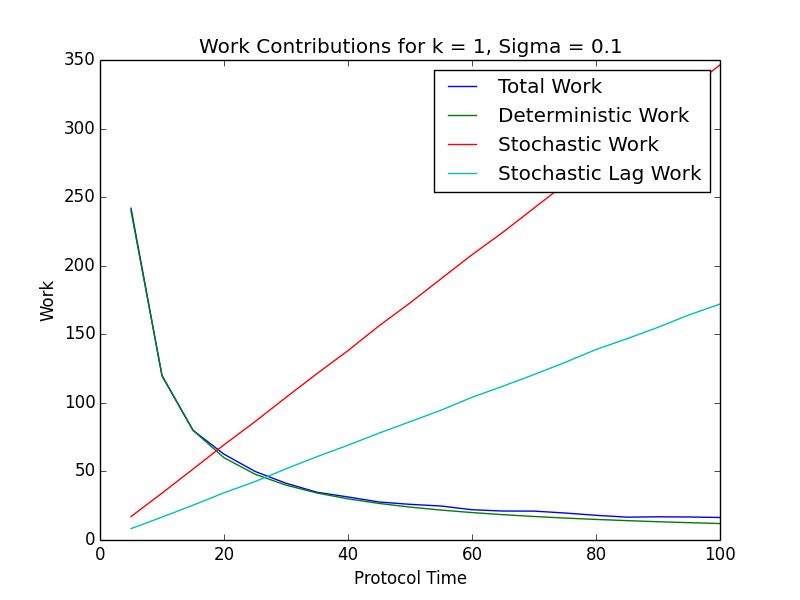 Work Contributions for k = 1, Sigma = 0.1
350
300
250
200
150
100
50
0
Work
Total Work
Deterministic Work
Stochastic Work
Stochastic Lag Work
0 20 40 60 80 100
Protocol Time